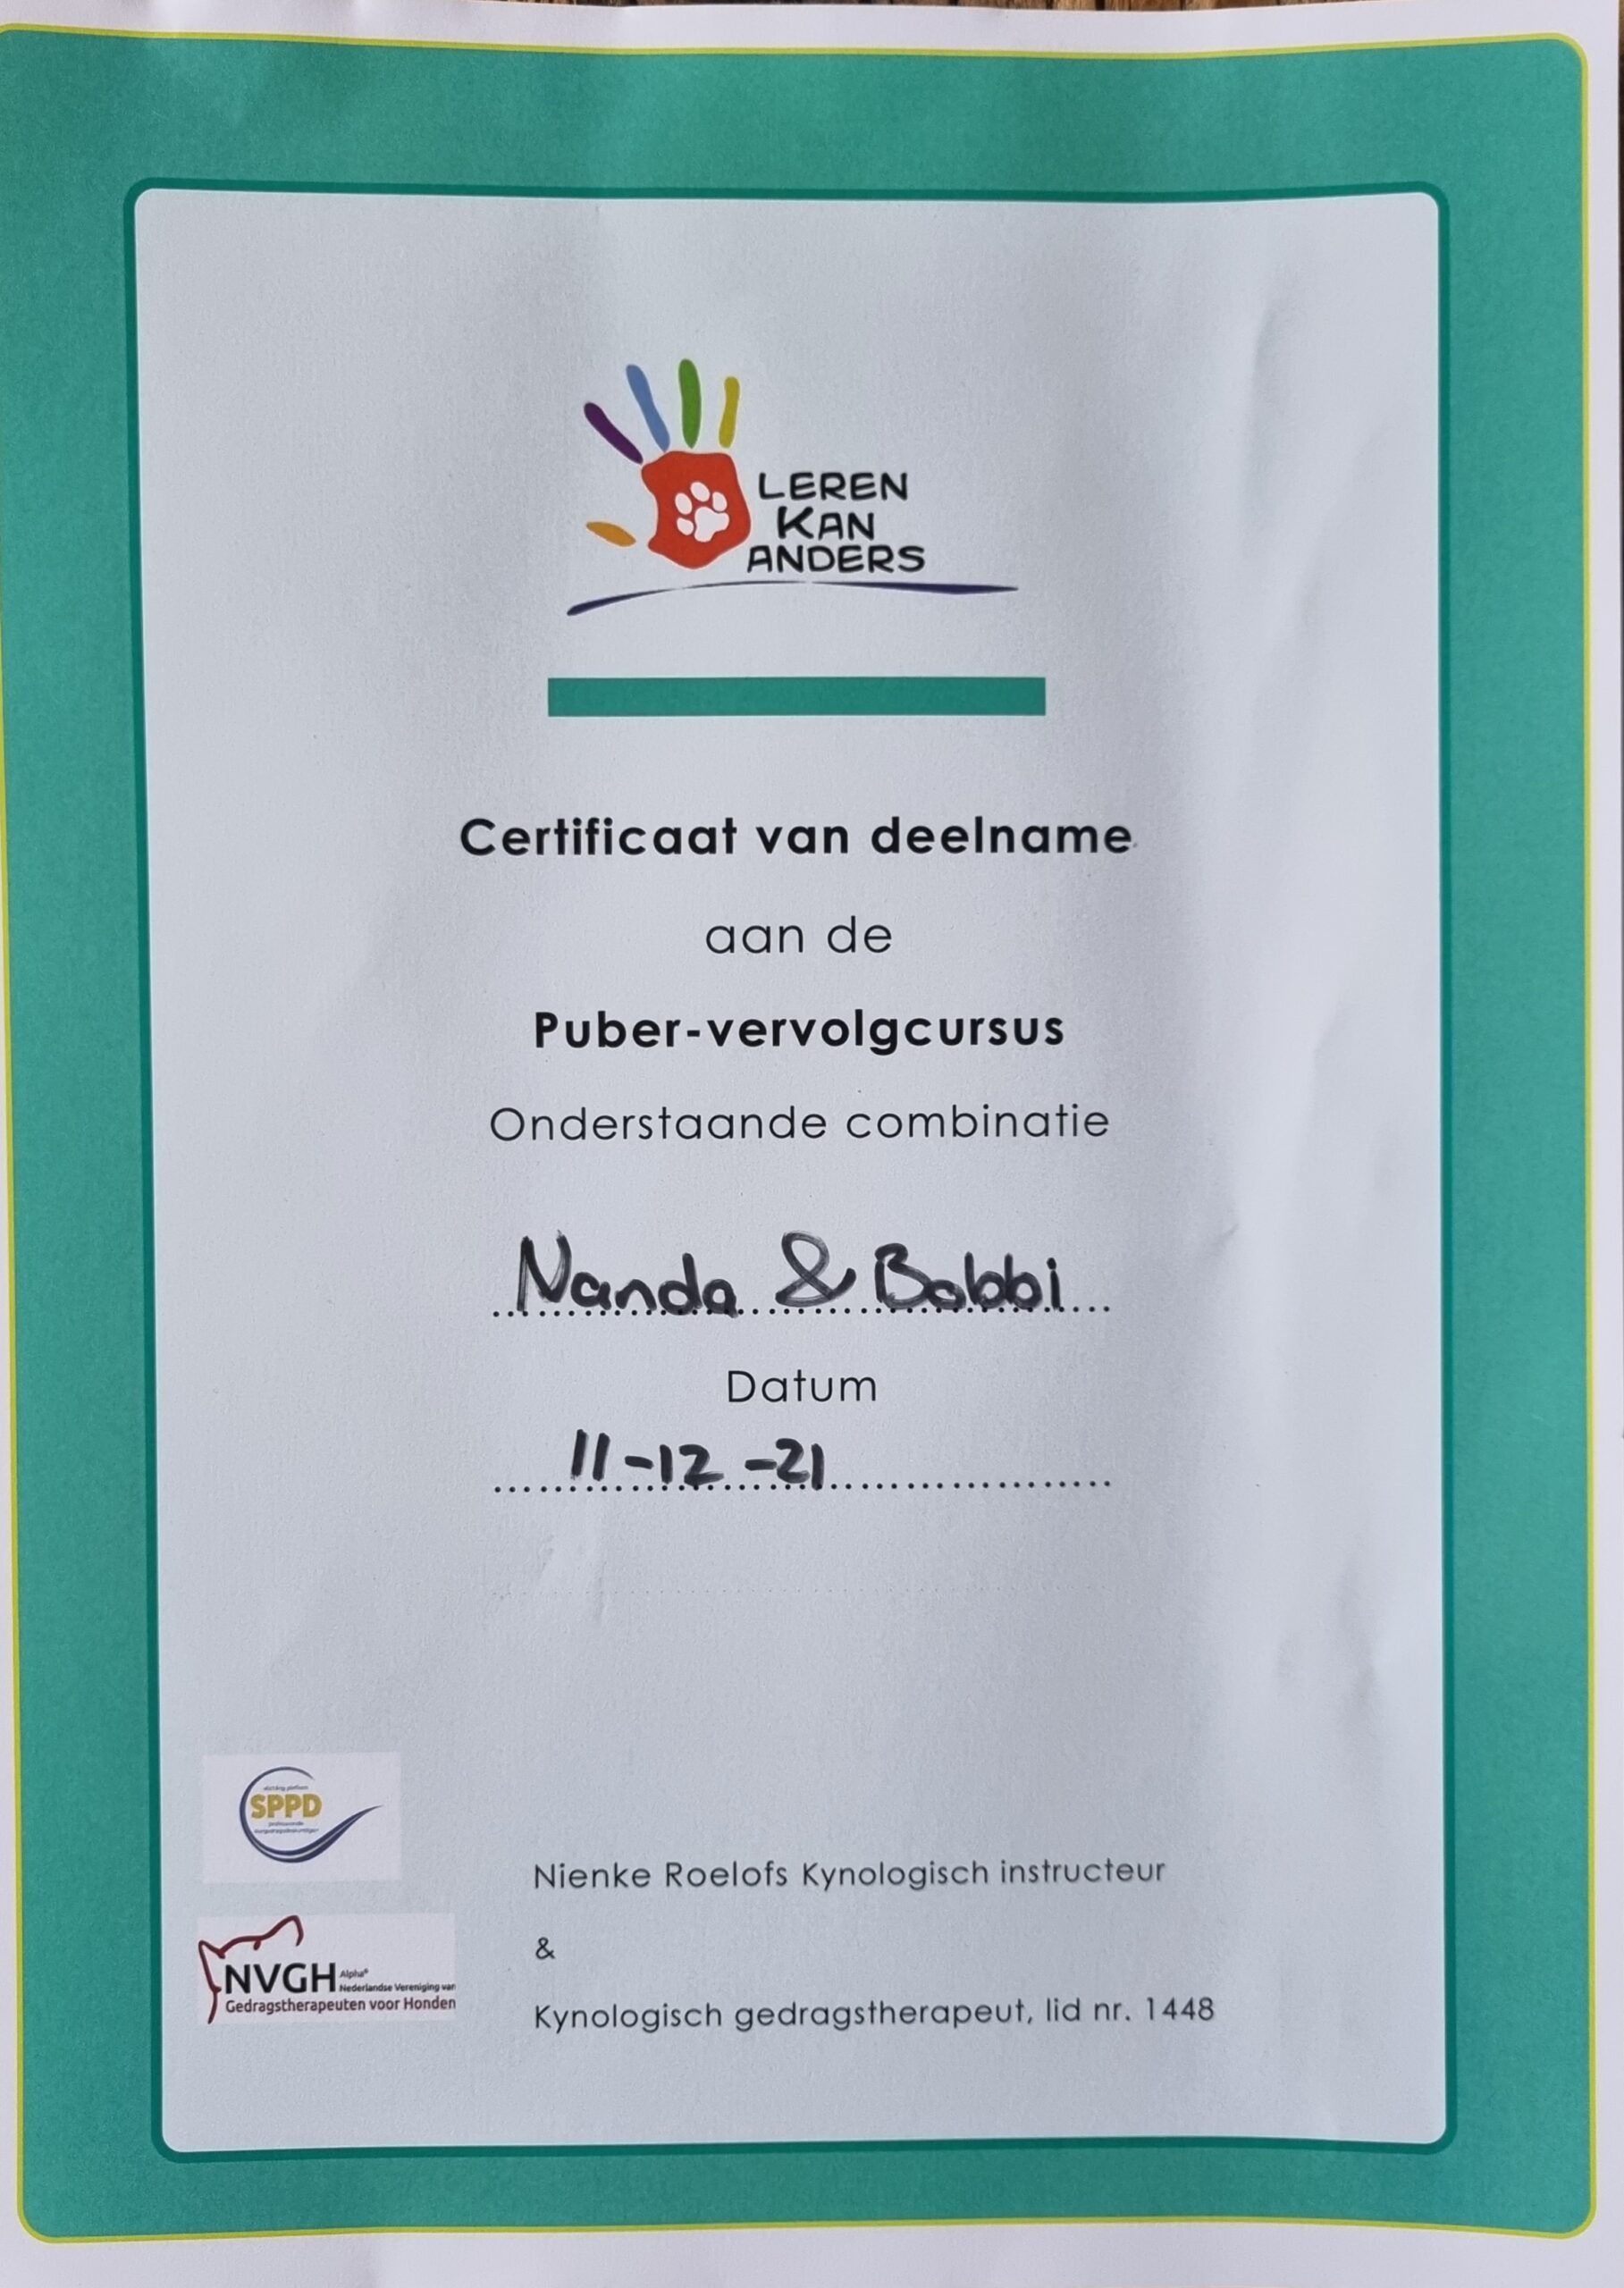 LEREN
KAN
ANDERS
Certificaat van deelname
aan de
Puber-vervolgcursus
Onderstaande combinatie
Nanda & Bobbi
Datum
11-12-21
SPPD
Nienke Roelofs Kynologisch instructeur
&
Kynologisch gedragstherapeut, lid nr. 1448
NVGH Alpha®
Nederlandse Vereniging van
Gedragstherapeuten voor Honden